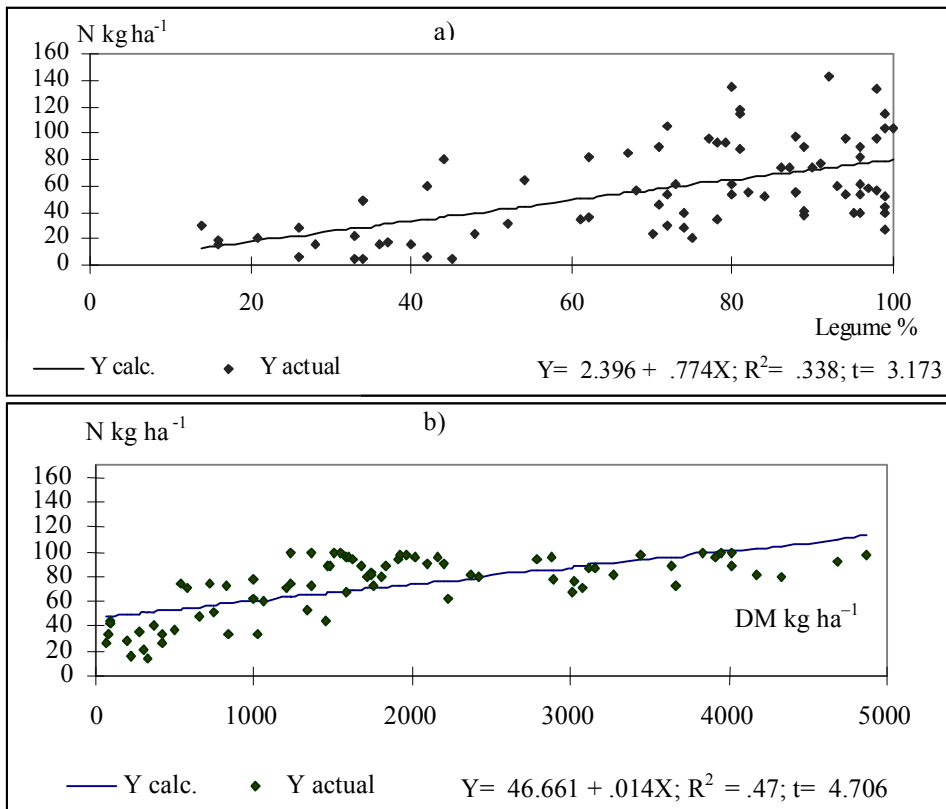 a)
N kg ha⁻¹
160
140
120
100
80
60
40
20
0
0 20 40 60 80 100
Legume %
Y calc. Y actual Y= 2.396 + .774X; R²= .338; t= 3.173
b)
N kg ha⁻¹
160
140
120
100
80
60
40
20
0
DM kg ha⁻¹
0 1000 2000 3000 4000 5000
Y calc. Y actual Y= 46.661 + .014X; R² = .47; t= 4.706